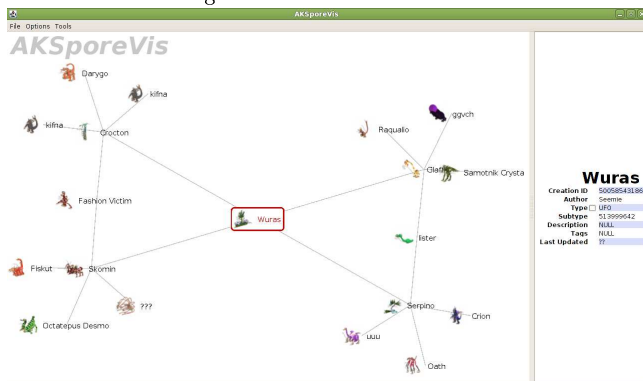 AKSporeVis
File Options Tools
AKSporeVis
Darygo
kifna
kifna
Crocton
ggvch
Raquallo
Samotnik Crysta
Fashion Victim
Wuras
lister
Fiskut
Skomin
???
Octatepus Desmo
Serpino
Crion
uuu
Oath
Wuras
Creation ID 50058543186
Author Seemie
Type UFO
Subtype 513999642
Description NULL
Tags NULL
Last Updated ??